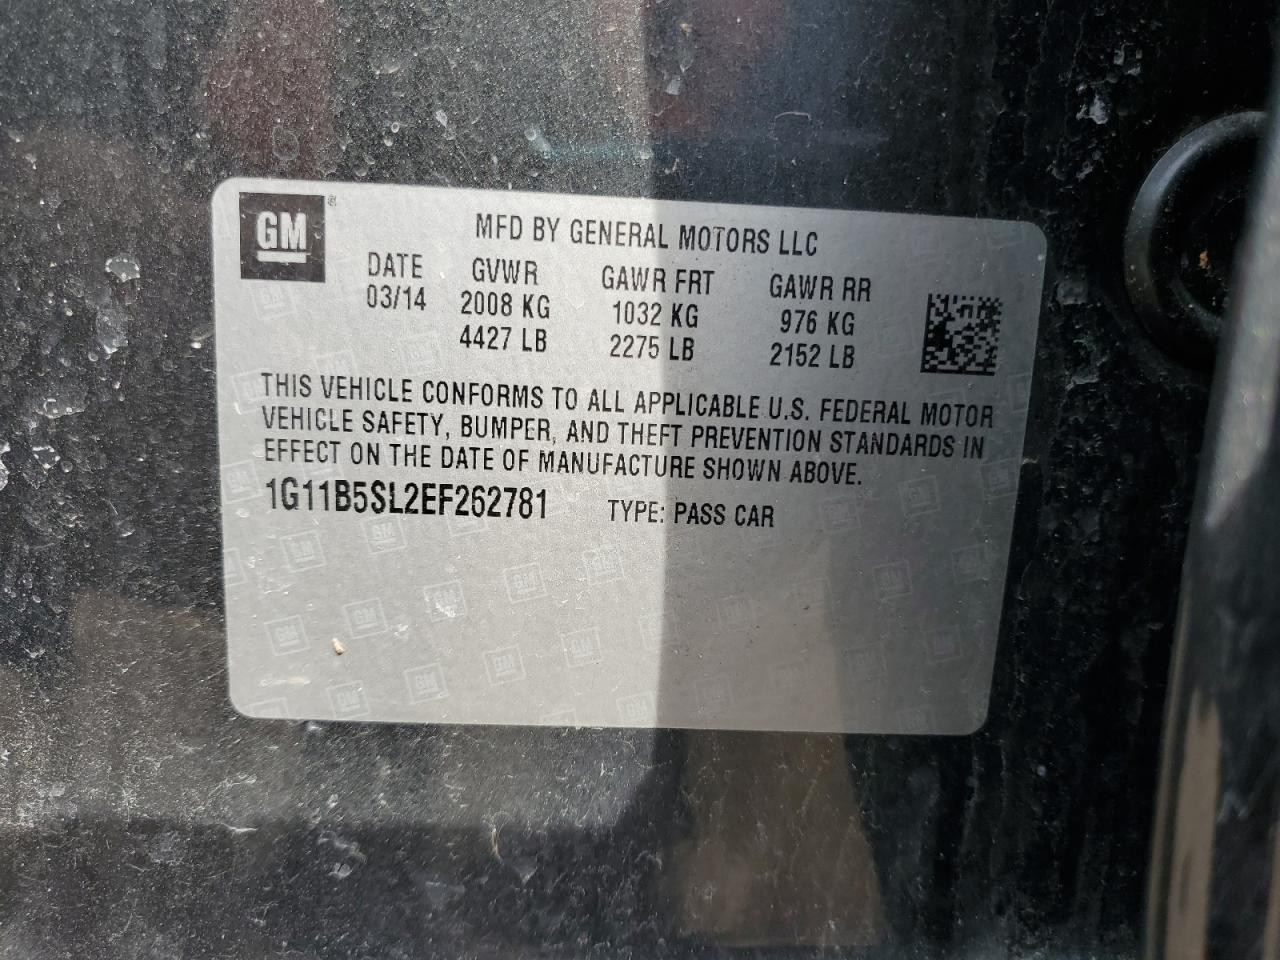 GM ®
MFD BY GENERAL MOTORS LLC
DATE GVWR GAWR FRT GAWR RR
03/14 2008 KG 1032 KG 976 KG
4427 LB 2275 LB 2152 LB
THIS VEHICLE CONFORMS TO ALL APPLICABLE U.S. FEDERAL MOTOR
VEHICLE SAFETY, BUMPER, AND THEFT PREVENTION STANDARDS IN
EFFECT ON THE DATE OF MANUFACTURE SHOWN ABOVE.
1G11B5SL2EF262781 TYPE: PASS CAR